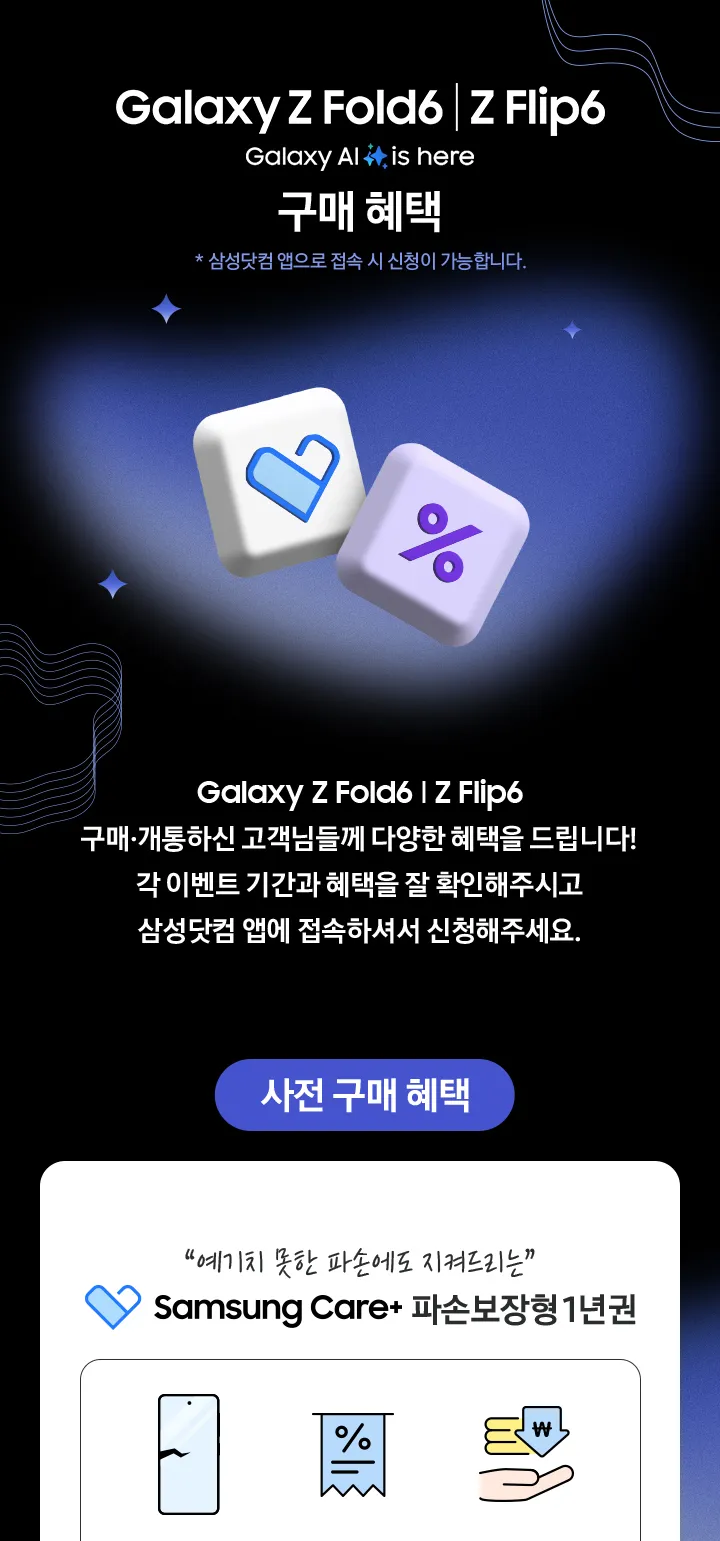 Galaxy Z Fold6 | Z Flip6
Galaxy AI is here
구매 혜택
* 삼성닷컴 앱으로 접속 시 신청이 가능합니다.
%
Galaxy Z Fold6 | Z Flip6
구매·개통하신 고객님들께 다양한 혜택을 드립니다!
각 이벤트 기간과 혜택을 잘 확인해주시고
삼성닷컴 앱에 접속하셔서 신청해주세요.
사전 구매 혜택
“예기치 못한 파손에도 지켜드리는”
Samsung Care+ 파손보장형 1년권
% ₩